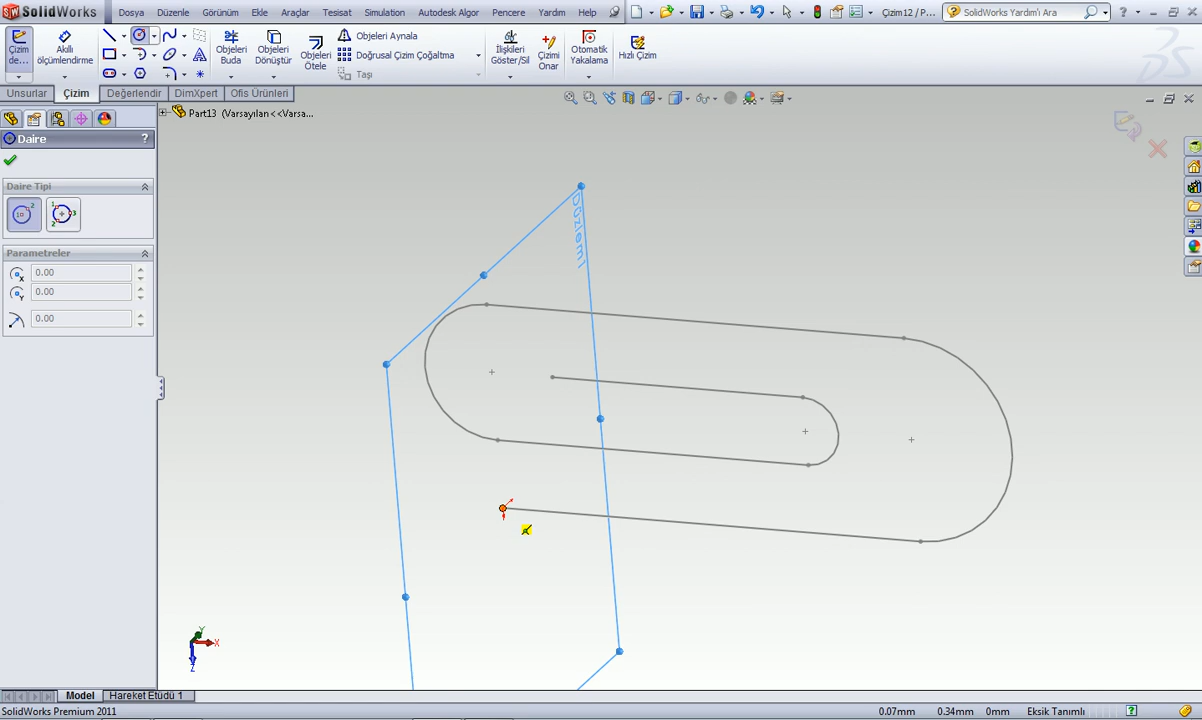 SolidWorks Dosya Düzenle Görünüm Ekle Araçlar Tesisat Simulation Autodesk Algor Pencere Yardım Help Çizim12 / P... SolidWorks Yardım'ı Ara
Çizim de... Akıllı ölçümlendirme Objeleri Buda Objeleri Dönüştür Objeleri Ötele Objeleri Aynala Doğrusal Çizim Çoğaltma Taşı İlişkileri Göster/Sil Çizimi Onar Otomatik Yakalama Hızlı Çizim
Unsurlar Çizim Değerlendir DimXpert Ofis Ürünleri
Part13 (Varsayılan<<Varsa...
Daire ?
Daire Tipi
Parametreler
0.00
0.00
0.00
Düzlem1
Y
X
Z
Model Hareket Etüdü 1
SolidWorks Premium 2011 0.07mm 0.34mm 0mm Eksik Tanımlı